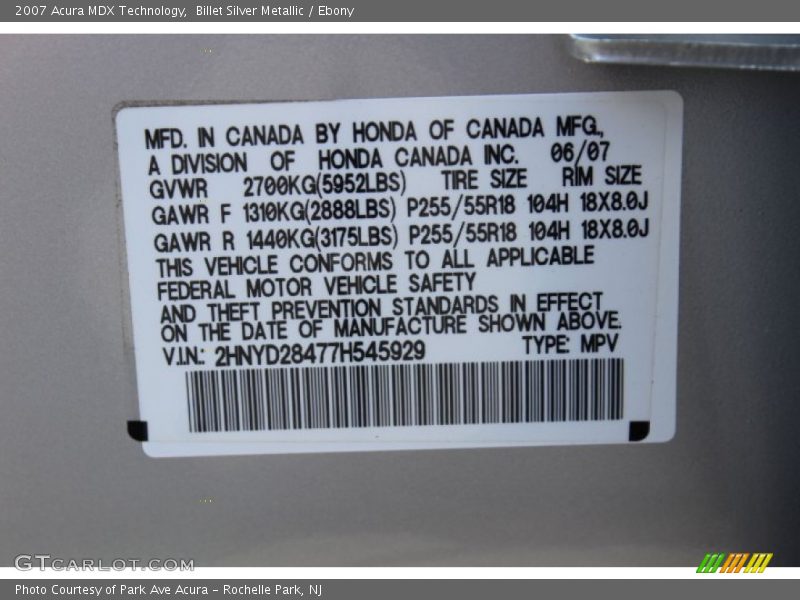 2007 Acura MDX Technology,  Billet Silver Metallic / Ebony
MFD. IN CANADA BY HONDA OF CANADA MFG.,
A DIVISION OF HONDA CANADA INC. 06/07
GVWR 2700KG(5952LBS) TIRE SIZE RIM SIZE
GAWR F 1310KG(2888LBS) P255/55R18 104H 18X8.0J
GAWR R 1440KG(3175LBS) P255/55R18 104H 18X8.0J
THIS VEHICLE CONFORMS TO ALL APPLICABLE
FEDERAL MOTOR VEHICLE SAFETY
AND THEFT PREVENTION STANDARDS IN EFFECT
ON THE DATE OF MANUFACTURE SHOWN ABOVE.
V.I.N.: 2HNYD28477H545929 TYPE: MPV
GTCARLOT.COM
Photo Courtesy of Park Ave Acura – Rochelle Park, NJ